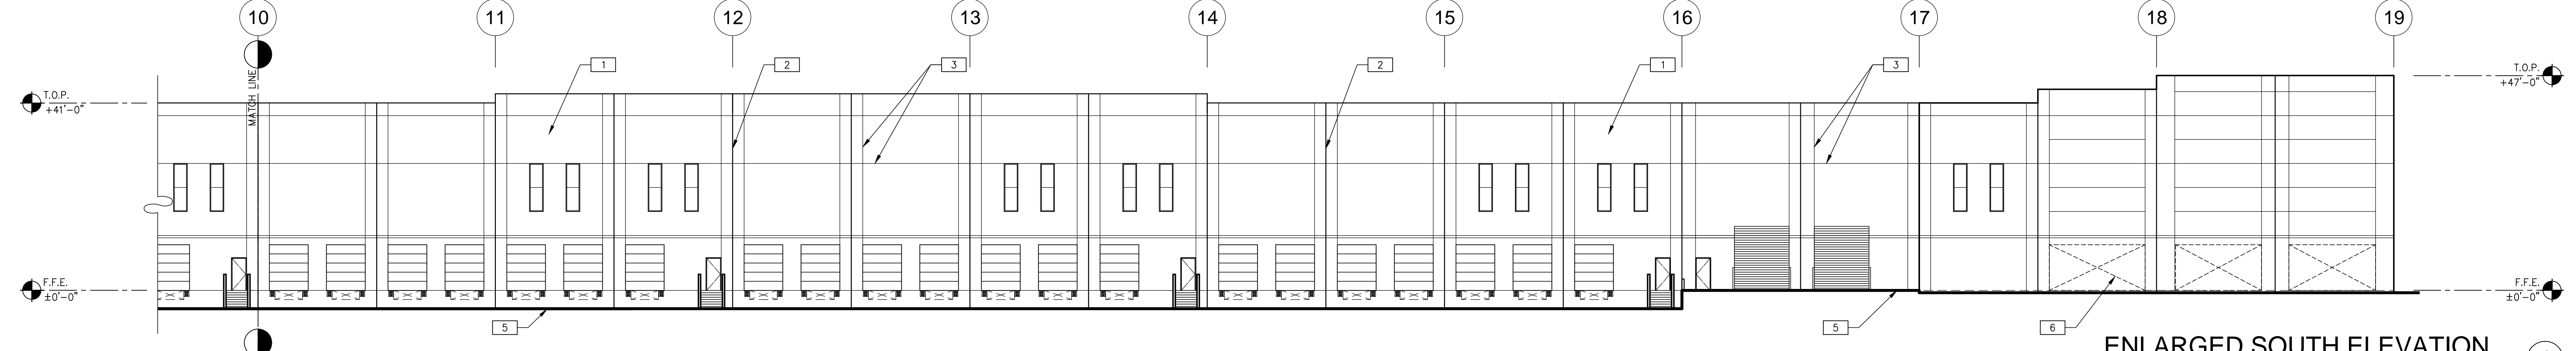 10 11 12 13 14 15 16 17 18 19
1 2 3 2 1 3
MATCH LINE
T.O.P.
+41'-0"
T.O.P.
+47'-0"
F.F.E.
±0'-0"
F.F.E.
±0'-0"
5 5 6
ENLARGED SOUTH ELEVATION